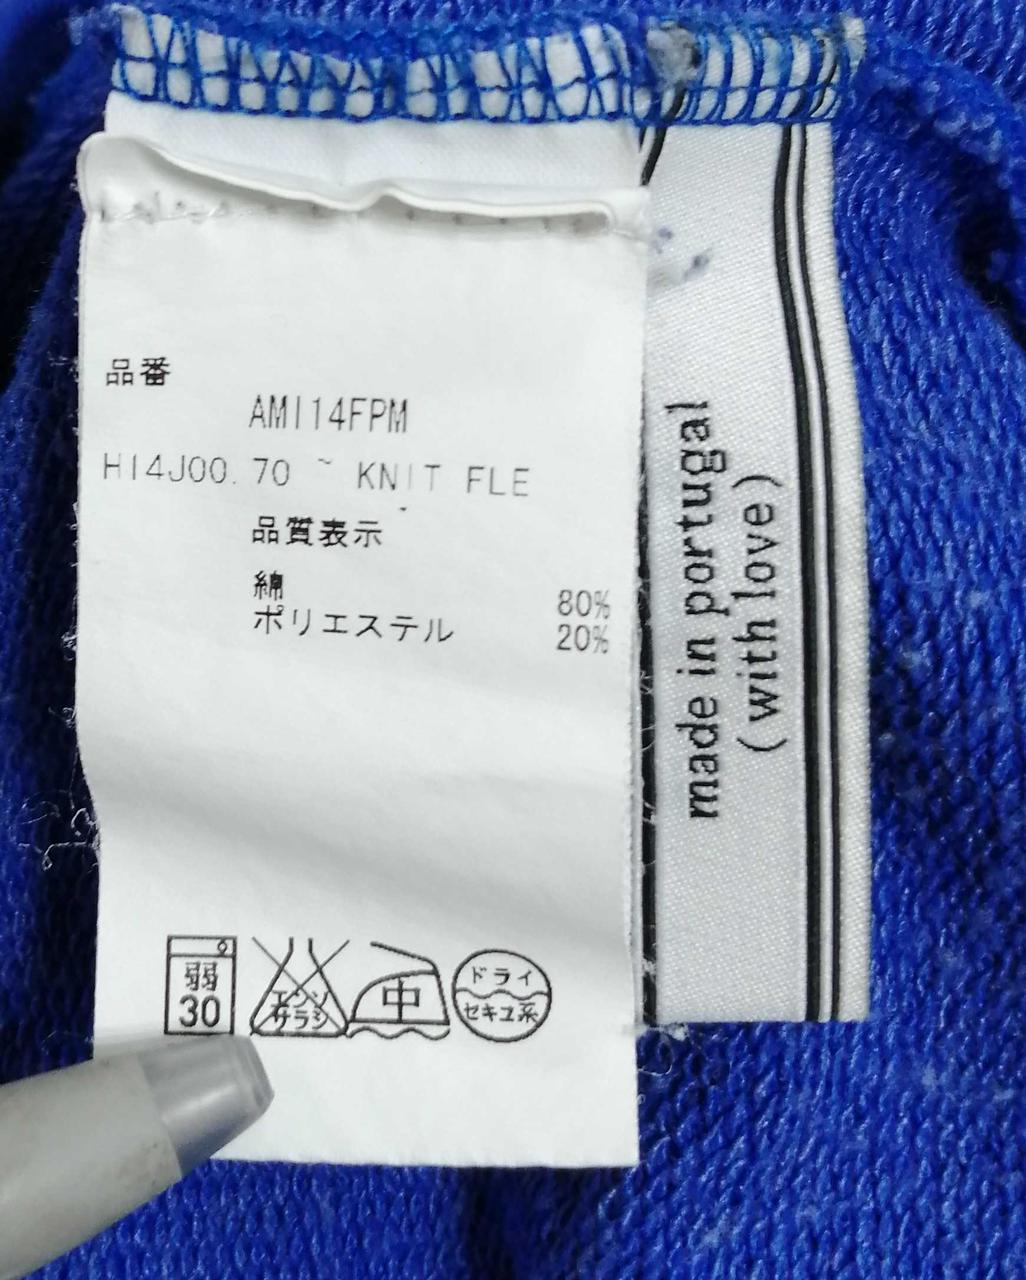 品番
AMI14FPM
H14J00.70 ~ KNIT FLE
品質表示
綿 80%
ポリエステル 20%
弱
30
エンソ
サラシ
中
ドライ
セキユ系
made in portugal
(with love)